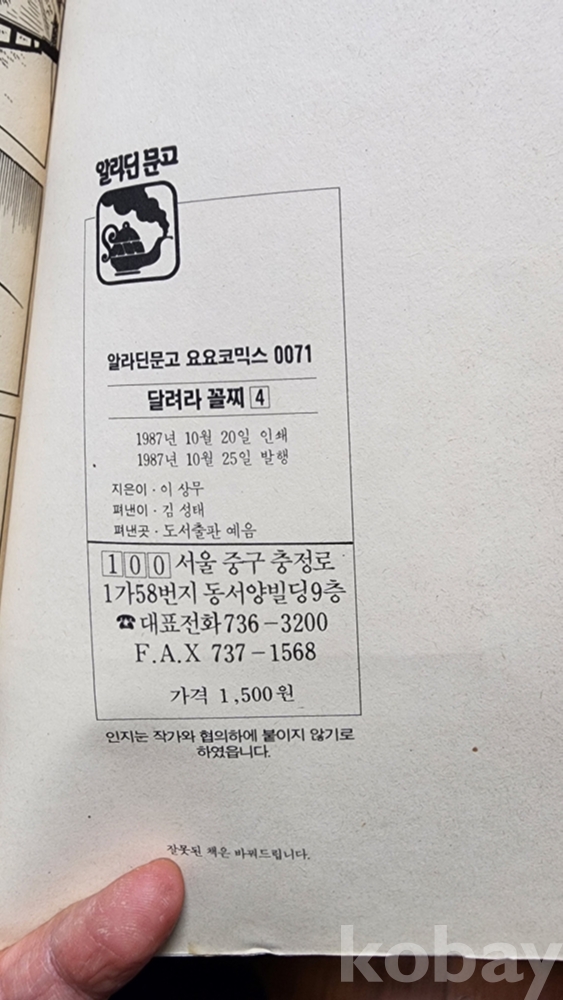 알라딘 문고
알라딘문고 요요코믹스 0071
달려라 꼴찌 4
1987년 10월 20일 인쇄
1987년 10월 25일 발행
지은이 · 이 상무
펴낸이 · 김 성태
펴낸곳 · 도서출판 예음
100 서울 중구 충정로
1가58번지 동서양빌딩9층
☎대표전화 736-3200
F.A.X 737-1568
가격 1,500원
인지는 작가와 협의하에 붙이지 않기로
하였읍니다.
잘못된 책은 바꿔드립니다.
kobay